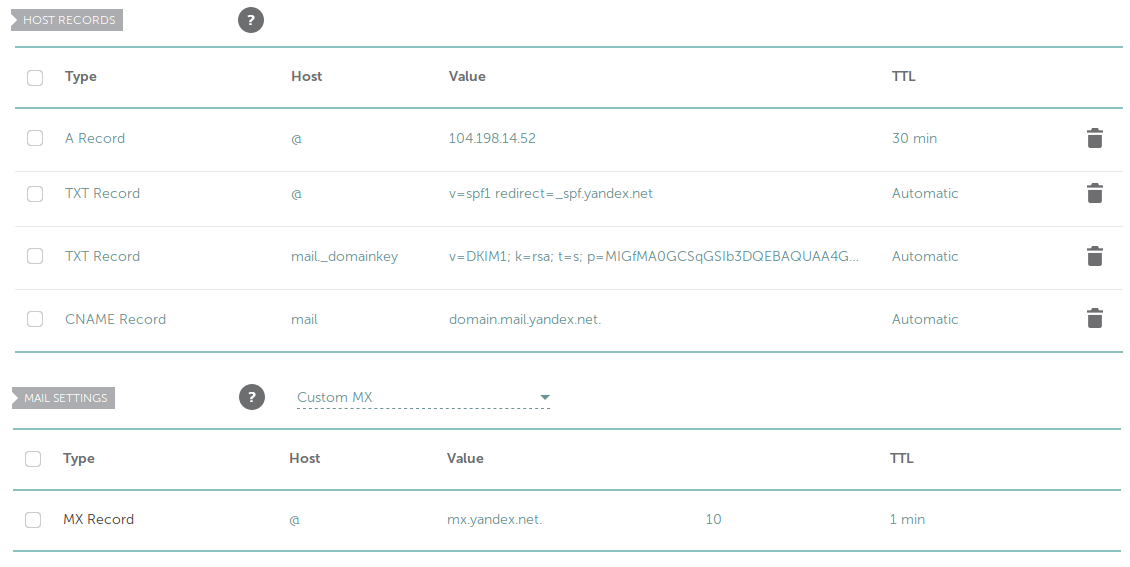 HOST RECORDS ?
Type Host Value TTL
A Record @ 104.198.14.52 30 min
TXT Record @ v=spf1 redirect=_spf.yandex.net Automatic
TXT Record mail._domainkey v=DKIM1; k=rsa; t=s; p=MIGfMA0GCSqGSIb3DQEBAQUAA4G... Automatic
CNAME Record mail domain.mail.yandex.net. Automatic
MAIL SETTINGS ? Custom MX
Type Host Value TTL
MX Record @ mx.yandex.net. 10 1 min